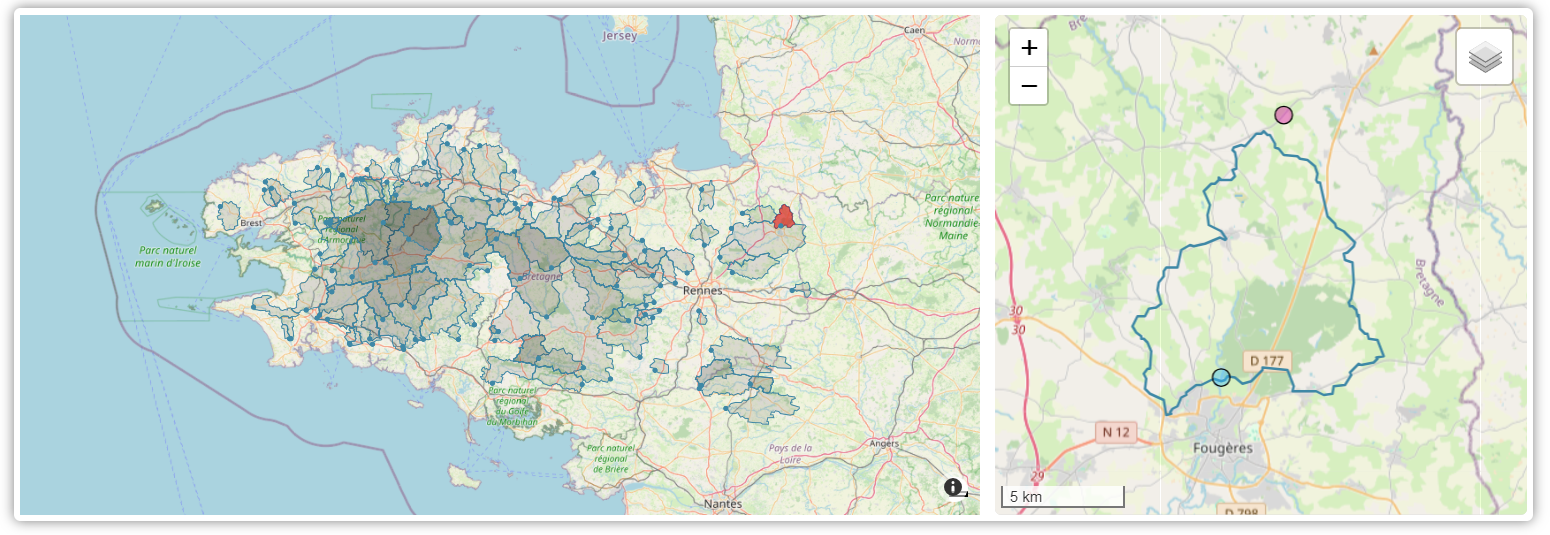 Jersey
Caen
Norm
Brest
Parc naturel
régional
d'Armorique
Parc naturel
marin d'Iroise
Bretagne
Rennes
Parc nature
régional
Normandie-
Maine
Parc naturel
régional
du Golfe
du Morbihan
Parc naturel
régional
de Brière
Pays de la
Loire
Angers
Nantes
i
Bre
+
−
30
30
Bretagne
D 177
N 12
Fougères
29
5 km
D 798